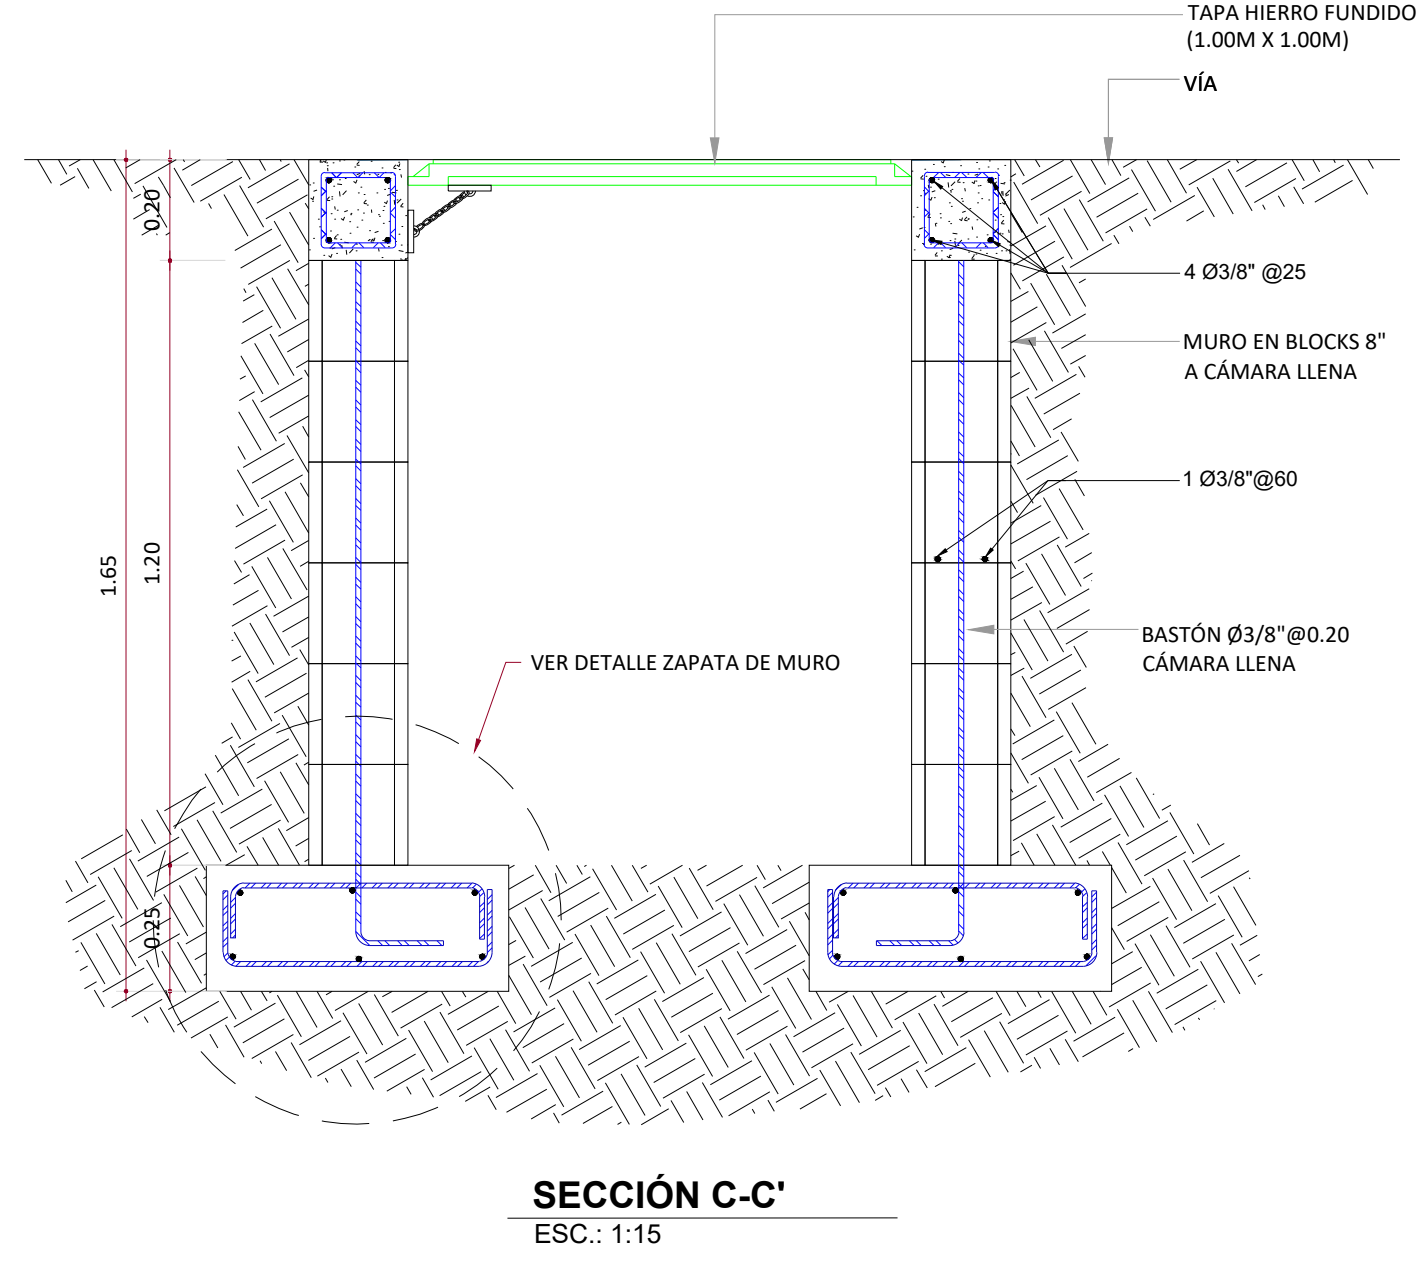 TAPA HIERRO FUNDIDO
(1.00M X 1.00M)
VÍA
0.20
4 Ø3/8" @25
MURO EN BLOCKS 8"
A CÁMARA LLENA
1 Ø3/8"@60
1.65
1.20
BASTÓN Ø3/8"@0.20
CÁMARA LLENA
VER DETALLE ZAPATA DE MURO
0.25
SECCIÓN C-C'
ESC.: 1:15